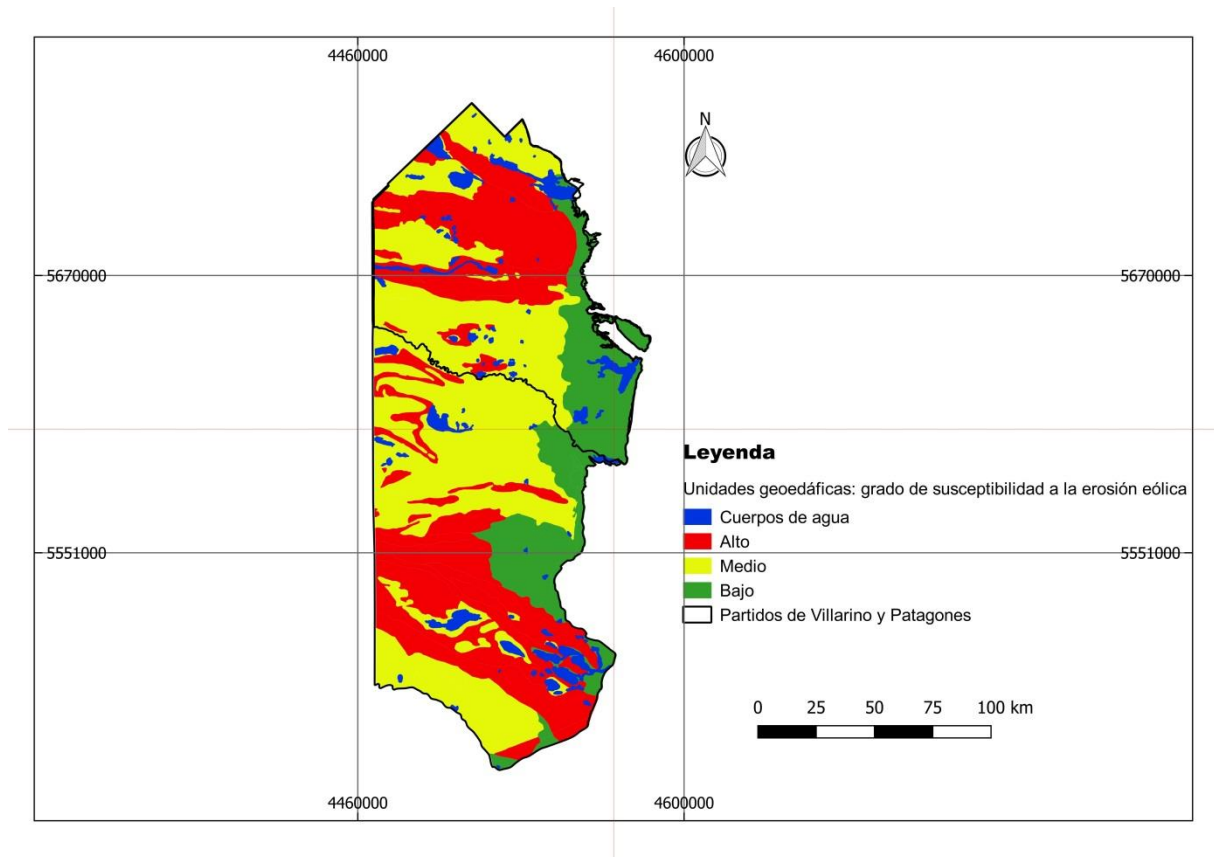 4460000 4600000
N
5670000 5670000
Leyenda
Unidades geoedáficas: grado de susceptibilidad a la erosión eólica
Cuerpos de agua
Alto
5551000 5551000
Medio
Bajo
Partidos de Villarino y Patagones
0 25 50 75 100 km
4460000 4600000